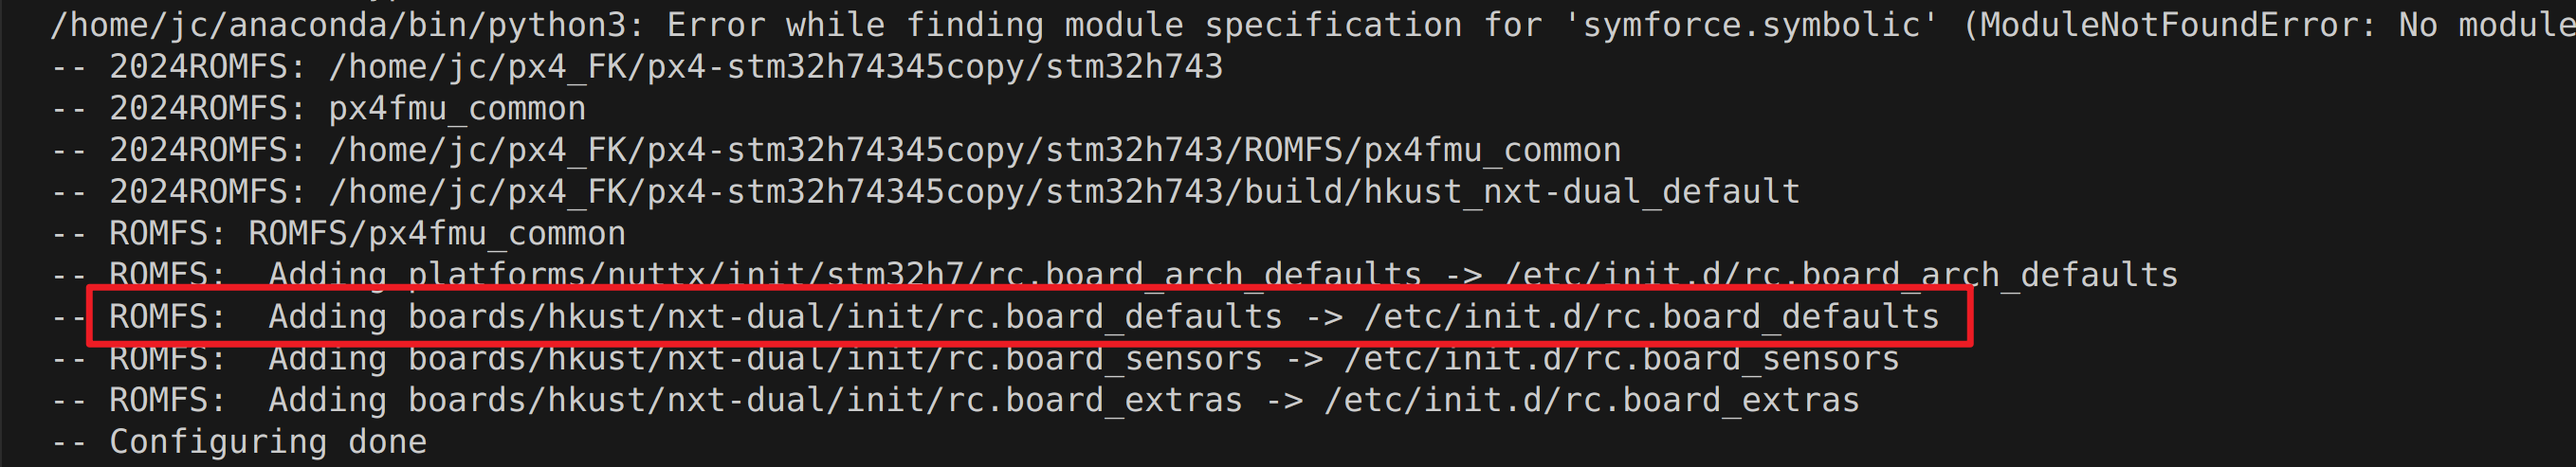 /home/jc/anaconda/bin/python3: Error while finding module specification for 'symforce.symbolic' (ModuleNotFoundError: No module
-- 2024ROMFS: /home/jc/px4_FK/px4-stm32h74345copy/stm32h743
-- 2024ROMFS: px4fmu_common
-- 2024ROMFS: /home/jc/px4_FK/px4-stm32h74345copy/stm32h743/ROMFS/px4fmu_common
-- 2024ROMFS: /home/jc/px4_FK/px4-stm32h74345copy/stm32h743/build/hkust_nxt-dual_default
-- ROMFS: ROMFS/px4fmu_common
-- ROMFS:  Adding platforms/nuttx/init/stm32h7/rc.board_arch_defaults -> /etc/init.d/rc.board_arch_defaults
-- ROMFS:  Adding boards/hkust/nxt-dual/init/rc.board_defaults -> /etc/init.d/rc.board_defaults
-- ROMFS:  Adding boards/hkust/nxt-dual/init/rc.board_sensors -> /etc/init.d/rc.board_sensors
-- ROMFS:  Adding boards/hkust/nxt-dual/init/rc.board_extras -> /etc/init.d/rc.board_extras
-- Configuring done